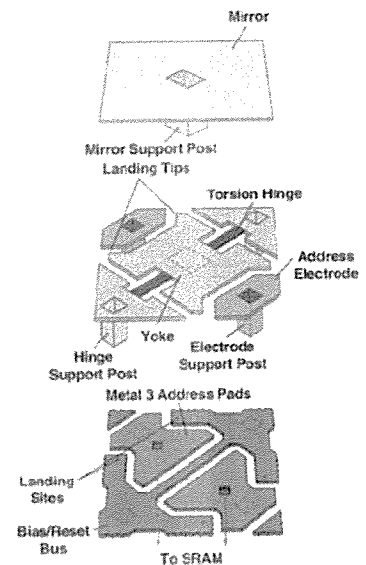 Mirror
Mirror Support Post
Landing Tips
Torsion Hinge
Address
Electrode
Yoke
Electrode
Support Post
Hinge
Support Post
Metal 3 Address Pads
Landing
Sites
Bias/Reset
Bus
To SRAM